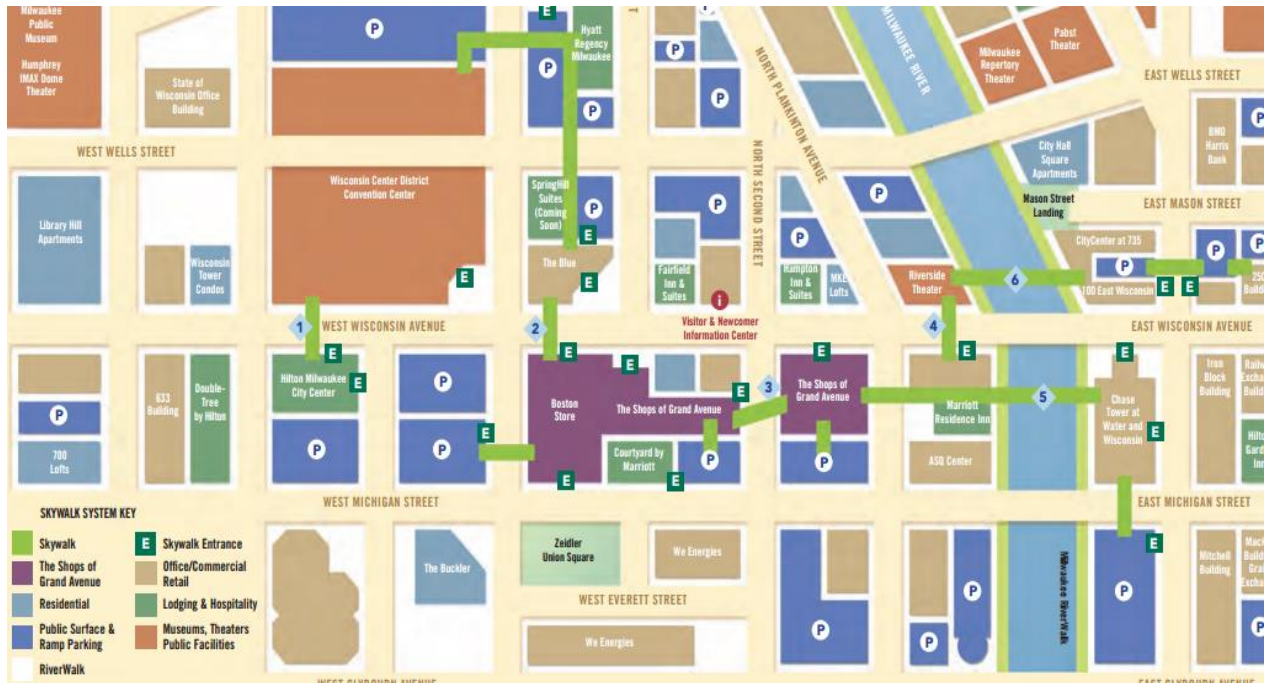 Milwaukee
Public
Museum
Humphrey
IMAX Dome
Theater
State of
Wisconsin Office
Building
P
E
P
Hyatt
Regency
Milwaukee
P
P
P
NORTH PLANKINTON AVENUE
MILWAUKEE RIVER
Milwaukee
Repertory
Theater
Pabst
Theater
EAST WELLS STREET
P
BMO
Harris
Bank
WEST WELLS STREET
City Hall
Square
Apartments
Library Hill
Apartments
Wisconsin
Tower
Condos
Wisconsin Center District
Convention Center
E
SpringHill
Suites
(Coming
Soon)
P
E
The Blue
E
P
Fairfield
Inn &
Suites
NORTH SECOND STREET
P
Hampton
Inn &
Suites
MKE
Lofts
P
Riverside
Theater
6
Mason Street
Landing
EAST MASON STREET
CityCenter at 735
P
100 East Wisconsin
E
E
P
P
1
WEST WISCONSIN AVENUE
2
i
Visitor & Newcomer
Information Center
4
EAST WISCONSIN AVENUE
P
633
Building
Double-
Tree
by Hilton
700
Lofts
E
Hilton Milwaukee
City Center
E
P
P
P
E
E
Boston
Store
E
E
The Shops of Grand Avenue
E
Courtyard by
Marriott
E
P
3
E
The Shops of
Grand Avenue
P
E
Marriott
Residence Inn
ASQ Center
5
E
Chase
Tower at
Water and
Wisconsin
E
Iron
Block
Building
WEST MICHIGAN STREET
EAST MICHIGAN STREET
SKYWALK SYSTEM KEY
Skywalk
E
Skywalk Entrance
The Shops of
Grand Avenue
Office/Commercial
Retail
Residential
Lodging & Hospitality
Public Surface &
Ramp Parking
Museums, Theaters
Public Facilities
RiverWalk
The Buckler
Zeidler
Union Square
We Energies
WEST EVERETT STREET
We Energies
P
P
P
Milwaukee RiverWalk
E
P
Mitchell
Building
P